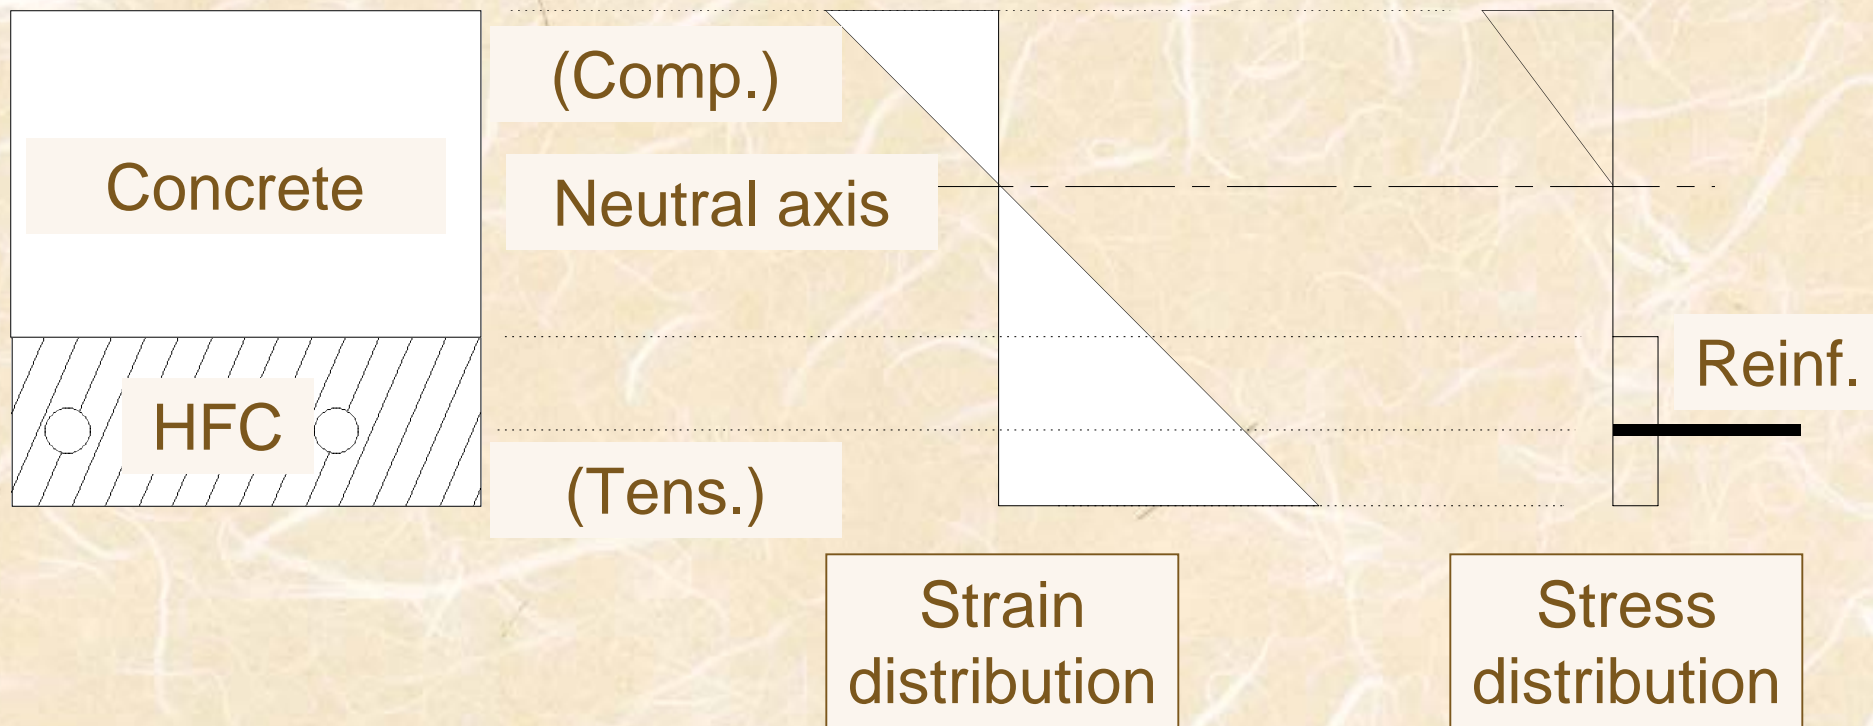 (Comp.)
Concrete
Neutral axis
Reinf.
HFC
(Tens.)
Strain
distribution
Stress
distribution